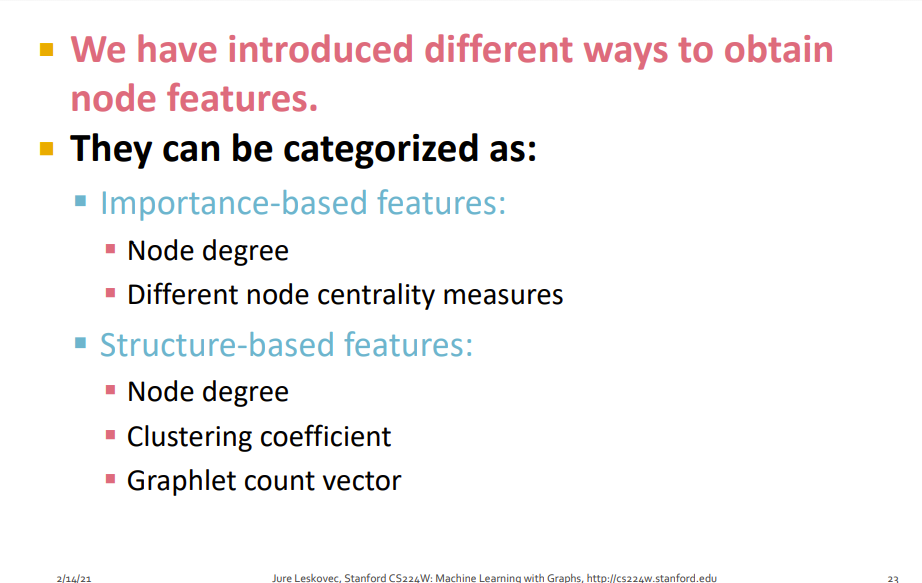 We have introduced different ways to obtain
node features.
They can be categorized as:
Importance-based features:
Node degree
Different node centrality measures
Structure-based features:
Node degree
Clustering coefficient
Graphlet count vector
2/14/21 Jure Leskovec, Stanford CS224W: Machine Learning with Graphs, http://cs224w.stanford.edu 23